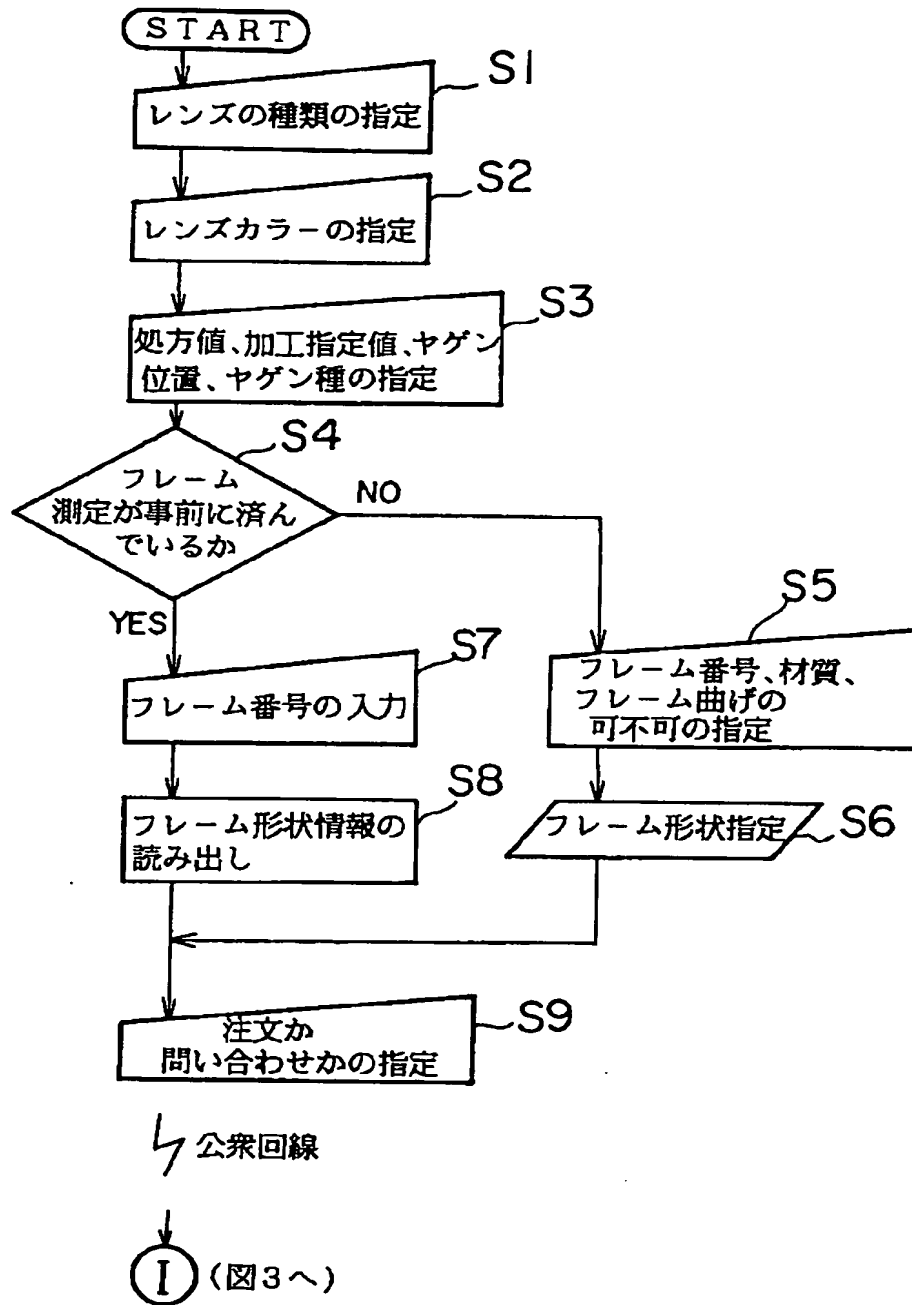 START
S1
レンズの種類の指定
S2
レンズカラーの指定
S3
処方値、加工指定値、ヤゲン
位置、ヤゲン種の指定
S4
フレーム
測定が事前に済ん
でいるか
NO
YES
S5
フレーム番号、材質、
フレーム曲げの
可不可の指定
S7
フレーム番号の入力
S8
フレーム形状情報の
読み出し
フレーム形状指定
S6
S9
注文か
問い合わせかの指定
公衆回線
I (図3へ)